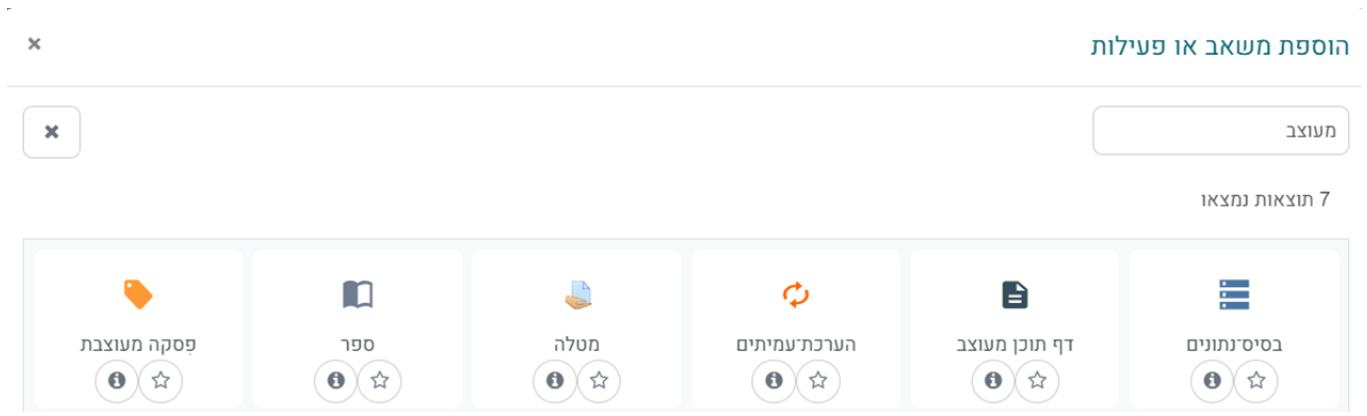 הוספת משאב או פעילות
מעוצב
7 תוצאות נמצאו
בסיס־נתונים
דף תוכן מעוצב
הערכת־עמיתים
מטלה
ספר
פִסקה מעוצבת